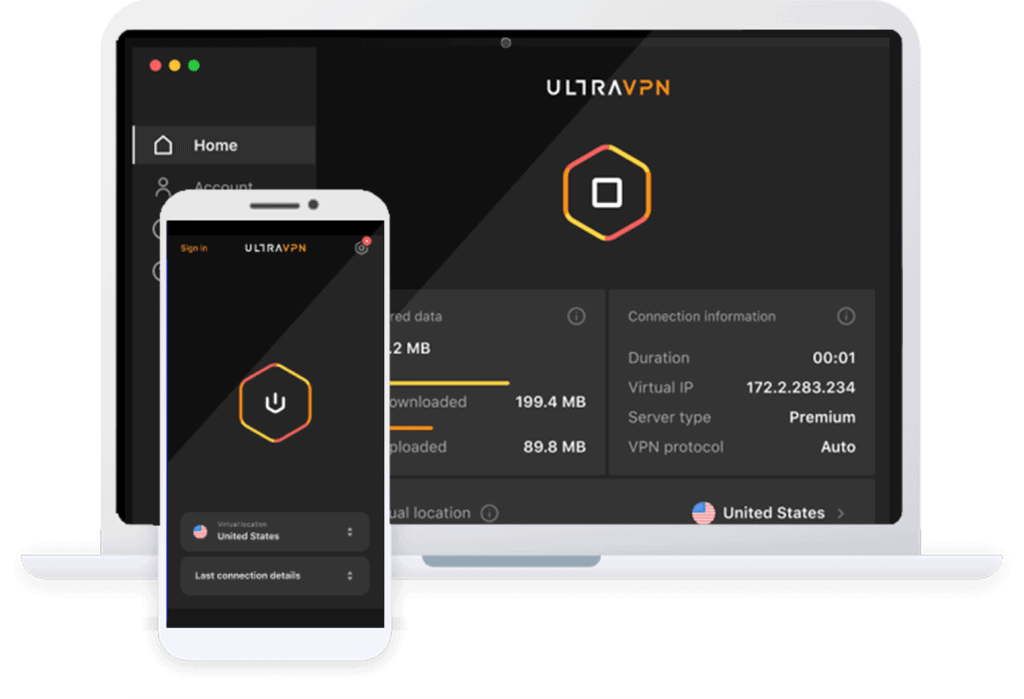 ULTRAVPN
Home
Account
red data
.2 MB
ownloaded 199.4 MB
ploaded 89.8 MB
Connection information
Duration 00:01
Virtual IP 172.2.283.234
Server type Premium
VPN protocol Auto
ual location
United States
Sign in
ULTRAVPN
Virtual location
United States
Last connection details